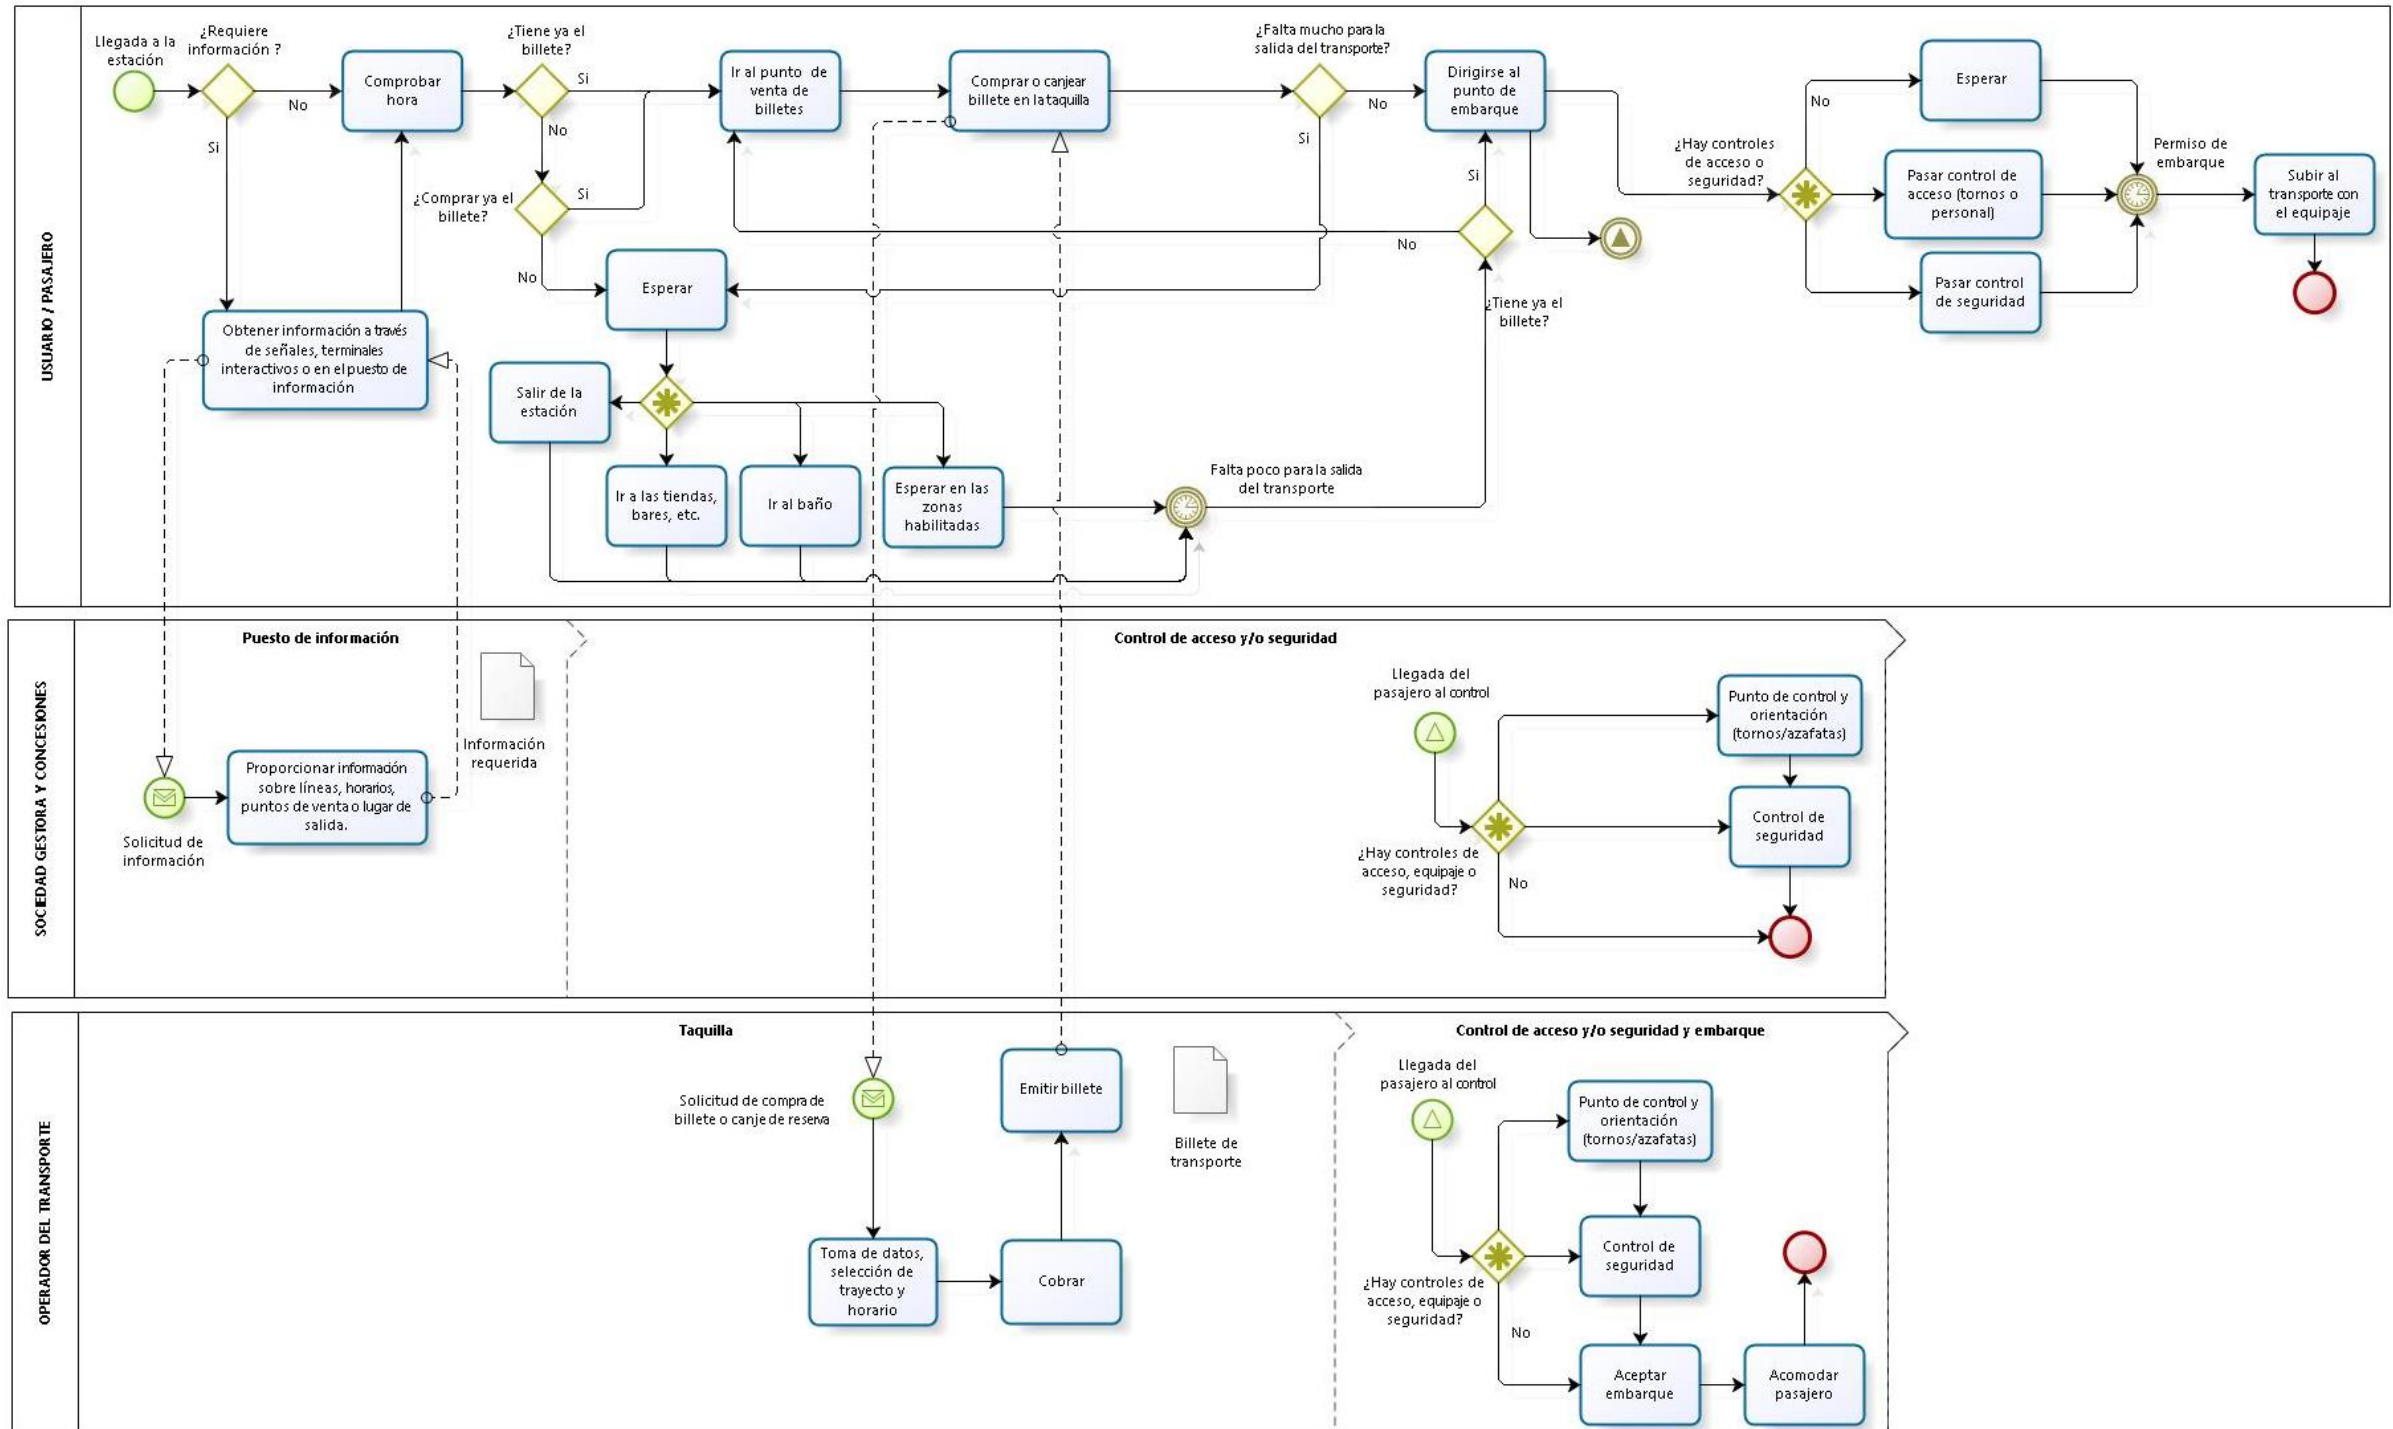 USUARIO / PASAJERO
Llegada a la
estación
¿Requiere
información ?
No
Si
Comprobar
hora
¿Tiene ya el
billete?
Si
No
¿Comprar ya el
billete?
Si
No
Ir al punto de
venta de
billetes
Comprar o canjear
billete en la taquilla
¿Falta mucho para la
salida del transporte?
No
Si
Dirigirse al
punto de
embarque
Si
No
¿Tiene ya el
billete?
¿Hay controles
de acceso o
seguridad?
No
Esperar
Pasar control de
acceso (tornos o
personal)
Pasar control
de seguridad
Permiso de
embarque
Subir al
transporte con
el equipaje
Obtener información a través
de señales, terminales
interactivos o en el puesto de
información
Esperar
Salir de la
estación
Ir a las tiendas,
bares, etc.
Ir al baño
Esperar en las
zonas
habilitadas
Falta poco para la salida
del transporte
SOCIEDAD GESTORA Y CONCESIONES
Puesto de información
Solicitud de
información
Proporcionar información
sobre líneas, horarios,
puntos de venta o lugar de
salida.
Información
requerida
Control de acceso y/o seguridad
Llegada del
pasajero al control
¿Hay controles de
acceso, equipaje o
seguridad?
No
Punto de control y
orientación
(tornos/azafatas)
Control de
seguridad
OPERADOR DEL TRANSPORTE
Taquilla
Solicitud de compra de
billete o canje de reserva
Toma de datos,
selección de
trayecto y
horario
Cobrar
Emitir billete
Billete de
transporte
Control de acceso y/o seguridad y embarque
Llegada del
pasajero al control
¿Hay controles de
acceso, equipaje o
seguridad?
No
Punto de control y
orientación
(tornos/azafatas)
Control de
seguridad
Aceptar
embarque
Acomodar
pasajero